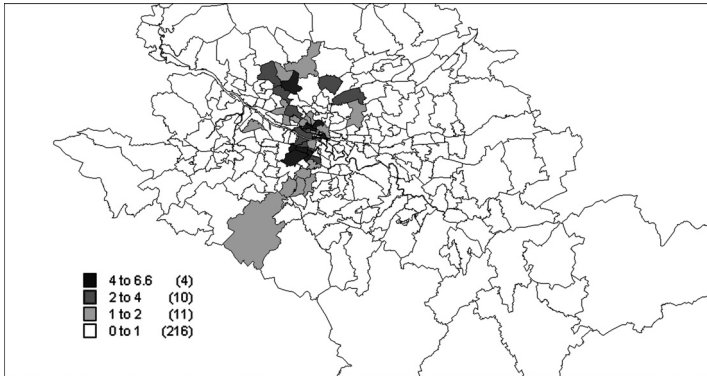 4 to 6.6 (4)
2 to 4 (10)
1 to 2 (11)
0 to 1 (216)